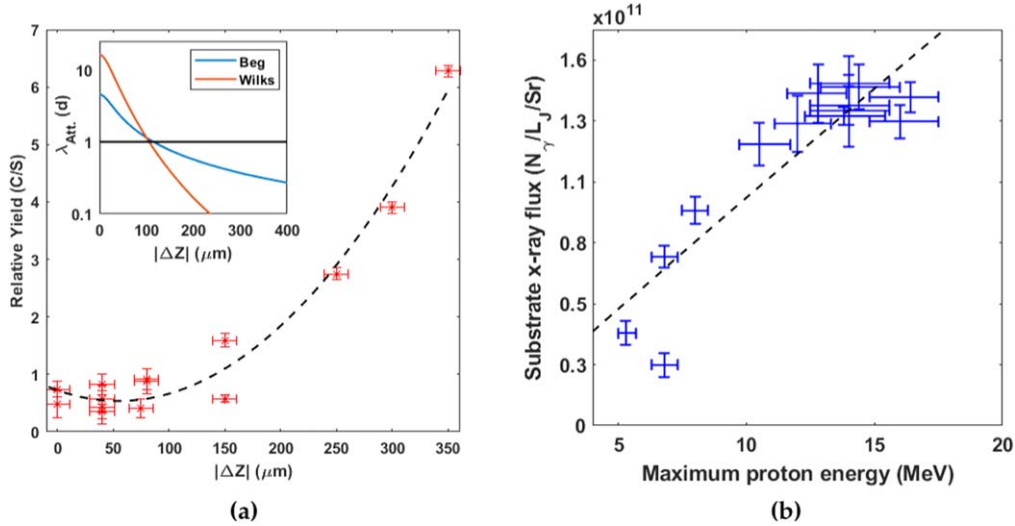 7
6
5
4
3
2
1
0
Relative Yield (C/S)
0 50 100 150 200 250 300 350
|ΔZ| (μm)
10
1
0.1
λAtt. (d)
0 100 200 300 400
|ΔZ| (μm)
Beg
Wilks
(a)
x10^11
1.6
1.3
1.1
0.8
0.5
0.3
0
Substrate x-ray flux (Nγ/LJ/Sr)
5 10 15 20
Maximum proton energy (MeV)
(b)